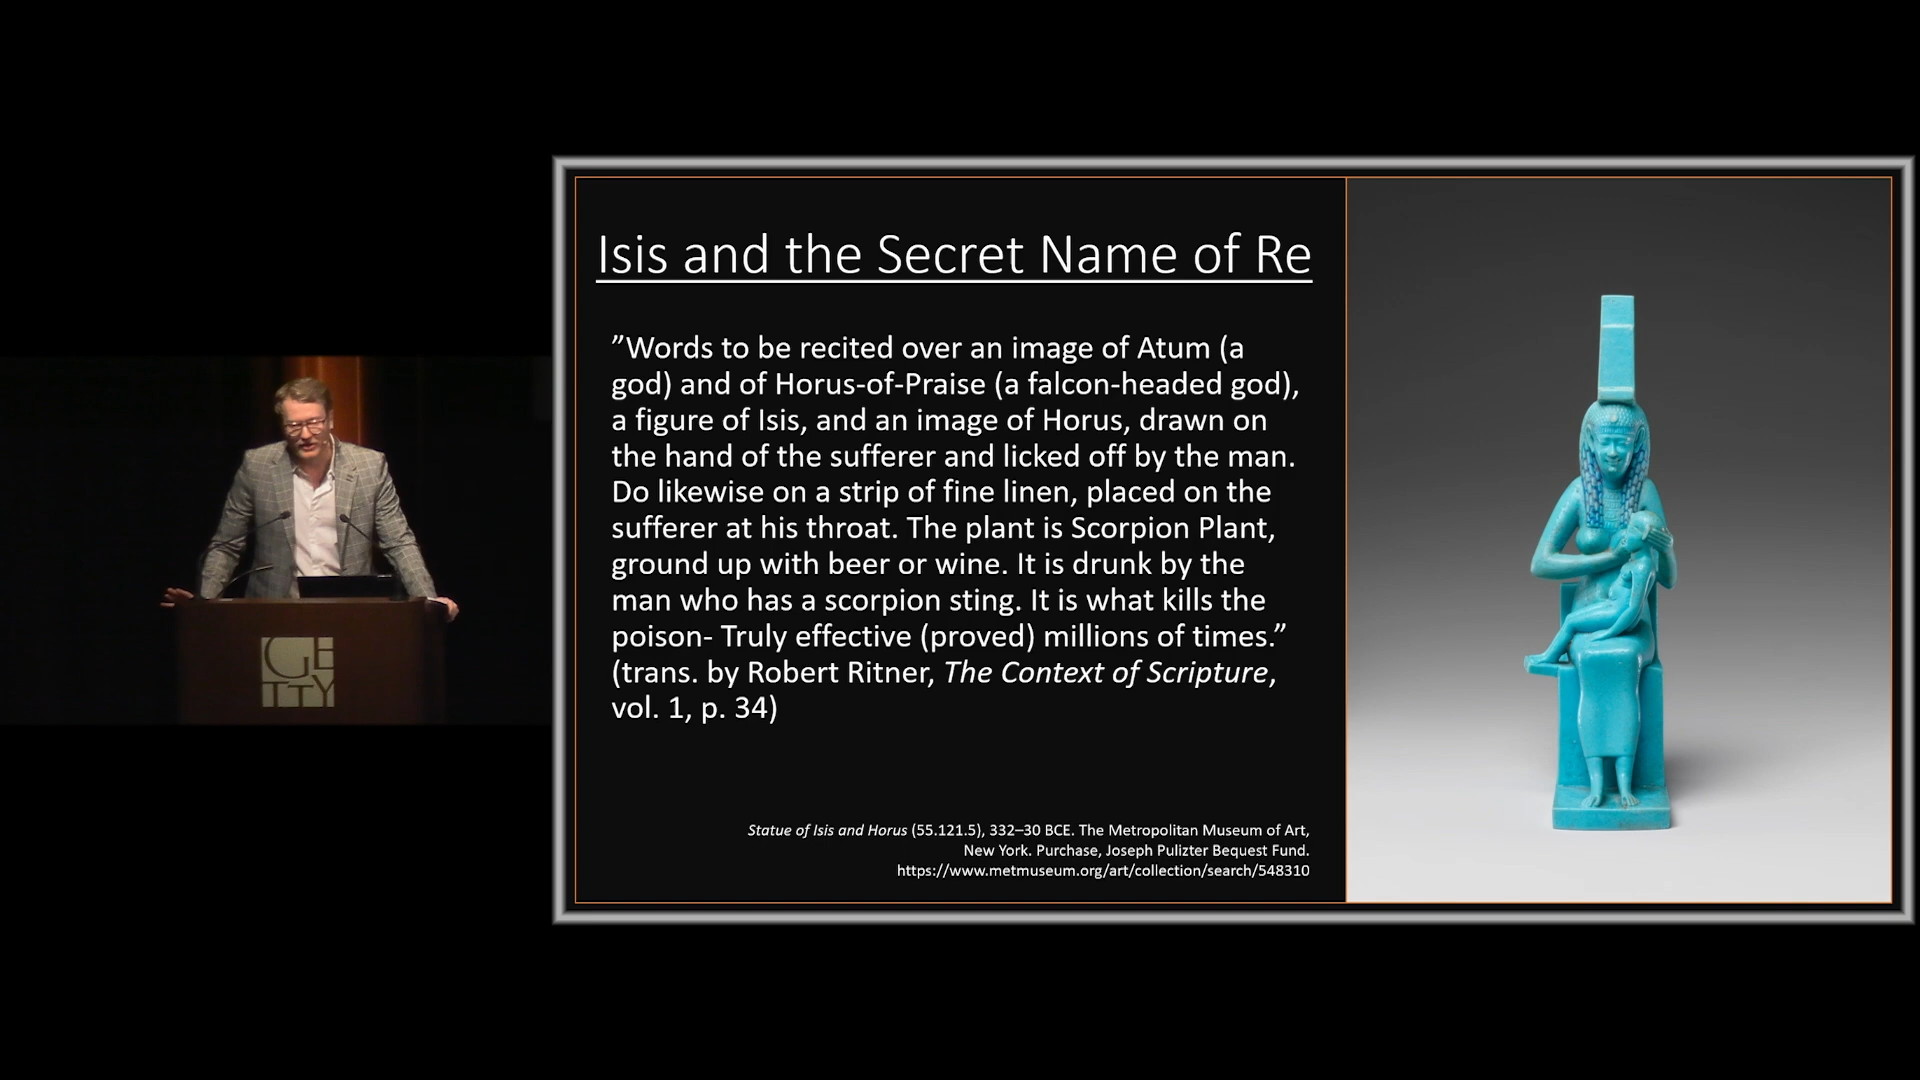 Isis and the Secret Name of Re
”Words to be recited over an image of Atum (a
god) and of Horus-of-Praise (a falcon-headed god),
a figure of Isis, and an image of Horus, drawn on
the hand of the sufferer and licked off by the man.
Do likewise on a strip of fine linen, placed on the
sufferer at his throat. The plant is Scorpion Plant,
ground up with beer or wine. It is drunk by the
man who has a scorpion sting. It is what kills the
poison- Truly effective (proved) millions of times.”
(trans. by Robert Ritner, The Context of Scripture,
vol. 1, p. 34)
Statue of Isis and Horus (55.121.5), 332–30 BCE. The Metropolitan Museum of Art,
New York. Purchase, Joseph Pulizter Bequest Fund.
https://www.metmuseum.org/art/collection/search/548310
GE
TTY